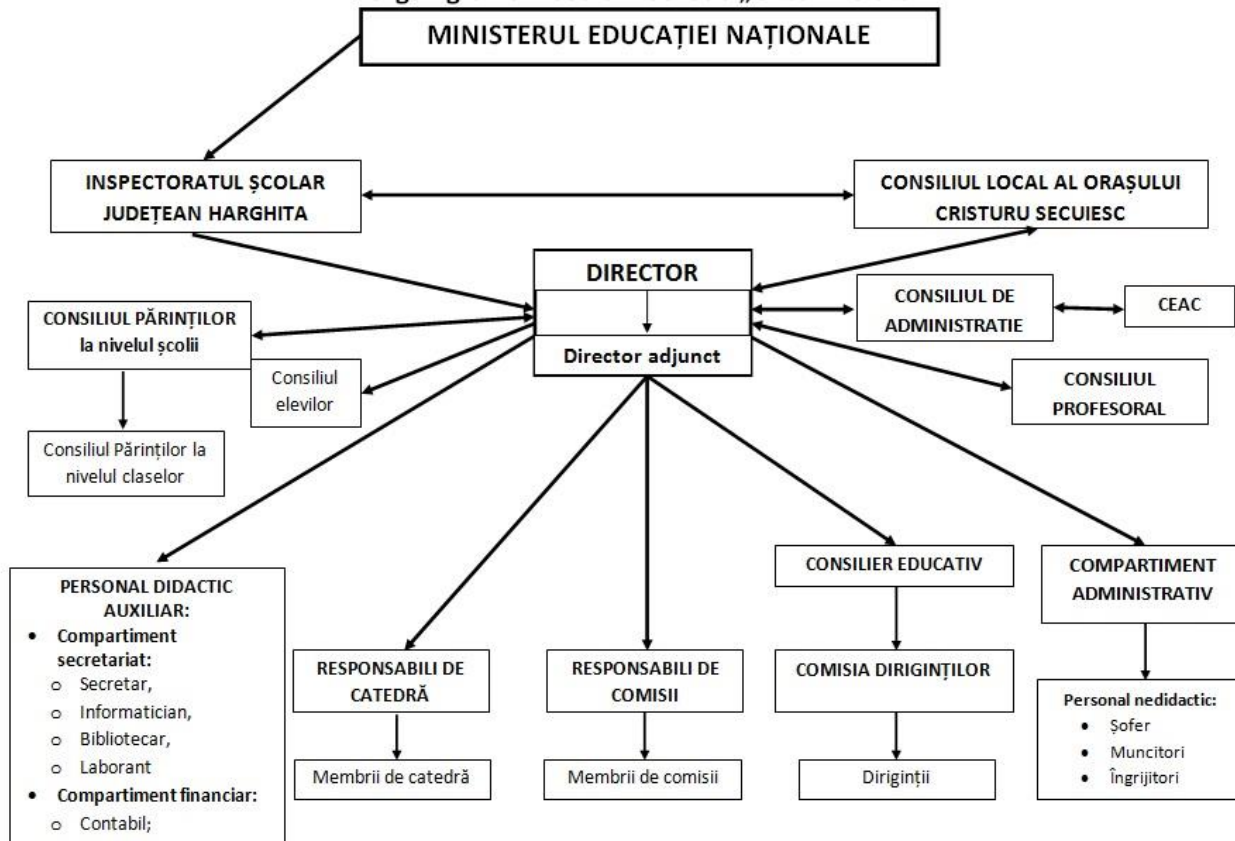 MINISTERUL EDUCAȚIEI NAȚIONALE
INSPECTORATUL ȘCOLAR
JUDEȚEAN HARGHITA
CONSILIUL LOCAL AL ORAȘULUI
CRISTURU SECUIESC
DIRECTOR
Director adjunct
CONSILIUL DE
ADMINISTRATIE
CEAC
CONSILIUL PĂRINȚILOR
la nivelul școlii
Consiliul
elevilor
CONSILIUL
PROFESORAL
Consiliul Părinților la
nivelul claselor
PERSONAL DIDACTIC
AUXILIAR:
• Compartiment
secretariat:
o Secretar,
o Informatician,
o Bibliotecar,
o Laborant
• Compartiment financiar:
o Contabil;
RESPONSABILI DE
CATEDRĂ
Membrii de catedră
RESPONSABILI DE
COMISII
Membrii de comisii
CONSILIER EDUCATIV
COMISIA DIRIGINȚILOR
Diriginții
COMPARTIMENT
ADMINISTRATIV
Personal nedidactic:
• Șofer
• Muncitori
• Îngrijitori